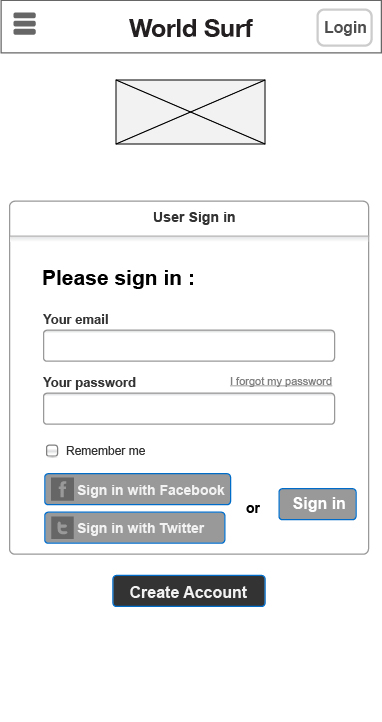 World Surf
Login
User Sign in
Please sign in :
Your email
Your password
I forgot my password
Remember me
f Sign in with Facebook
t Sign in with Twitter
or
Sign in
Create Account